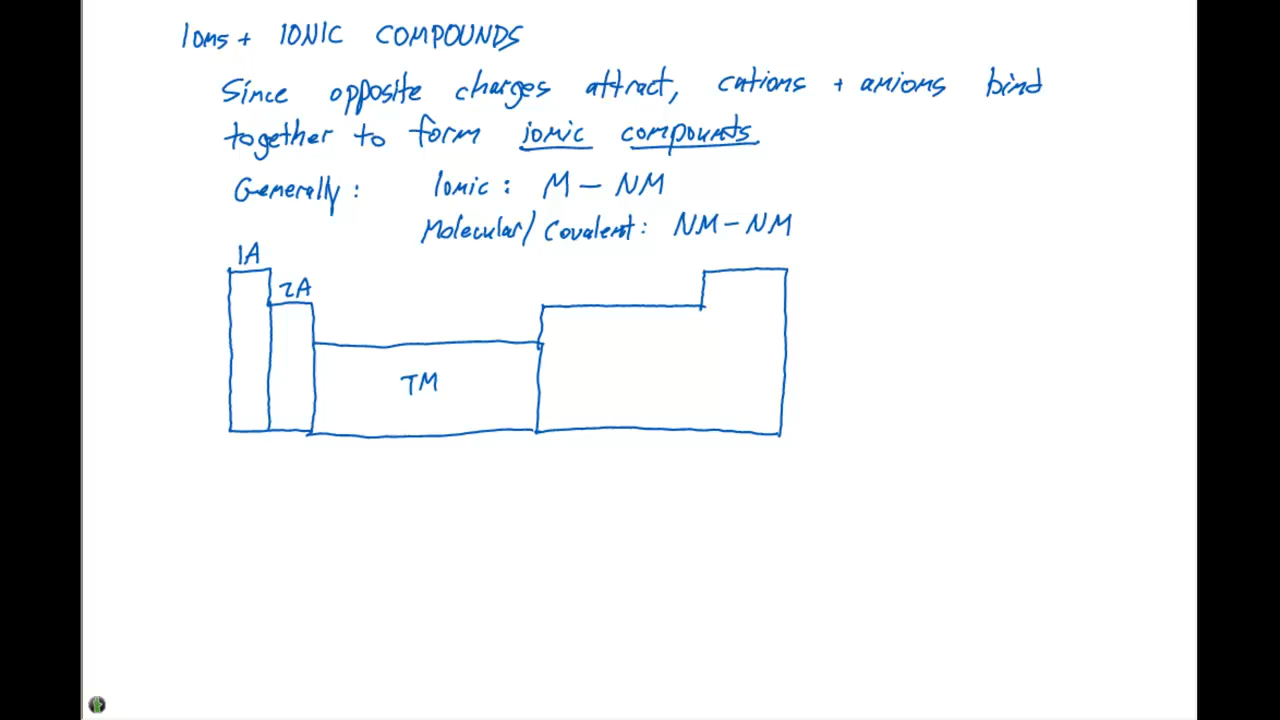 Ions + IONIC COMPOUNDS
Since opposite charges attract, cations + anions bind
together to form ionic compounds.
Generally: Ionic: M – NM
Molecular/Covalent: NM – NM
1A
2A
TM